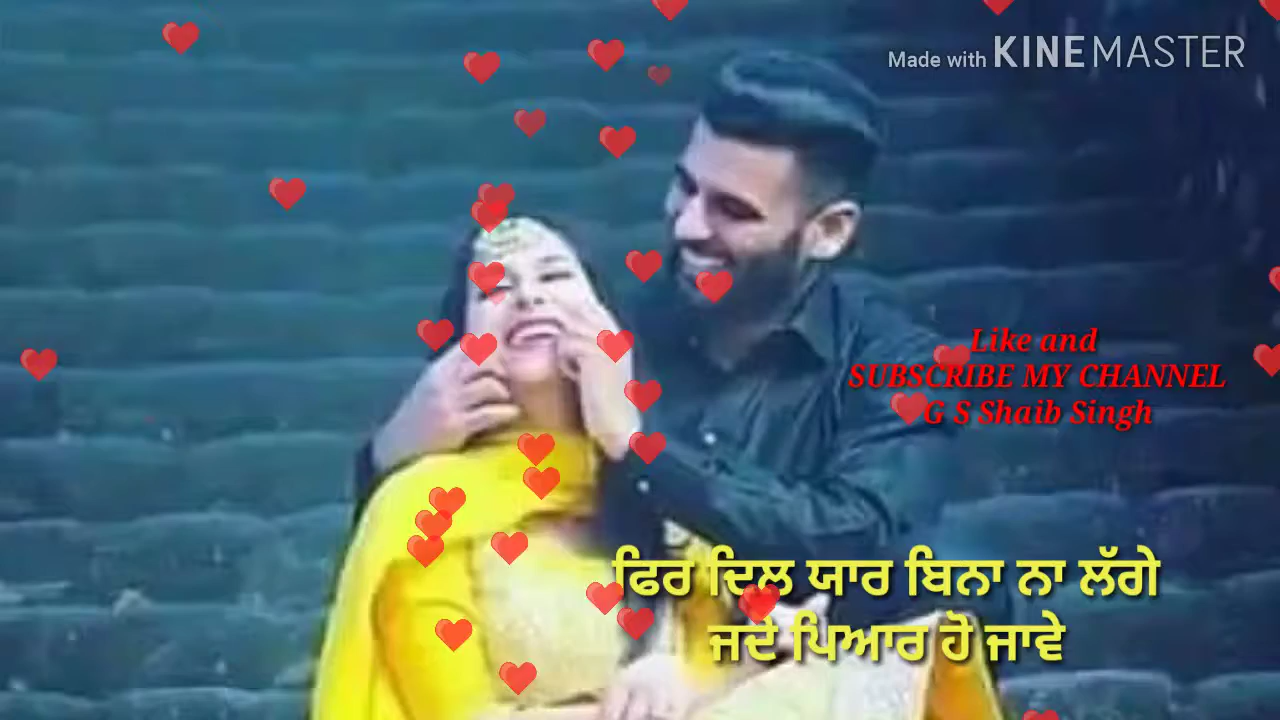 Made with KINEMASTER
Like and
SUBSCRIBE MY CHANNEL
G S Shaib Singh
ਫਿਰ ਦਿਲ ਯਾਰ ਬਿਨਾ ਨਾ ਲੱਗੇ
ਜਦੋਂ ਪਿਆਰ ਹੋ ਜਾਵੇ